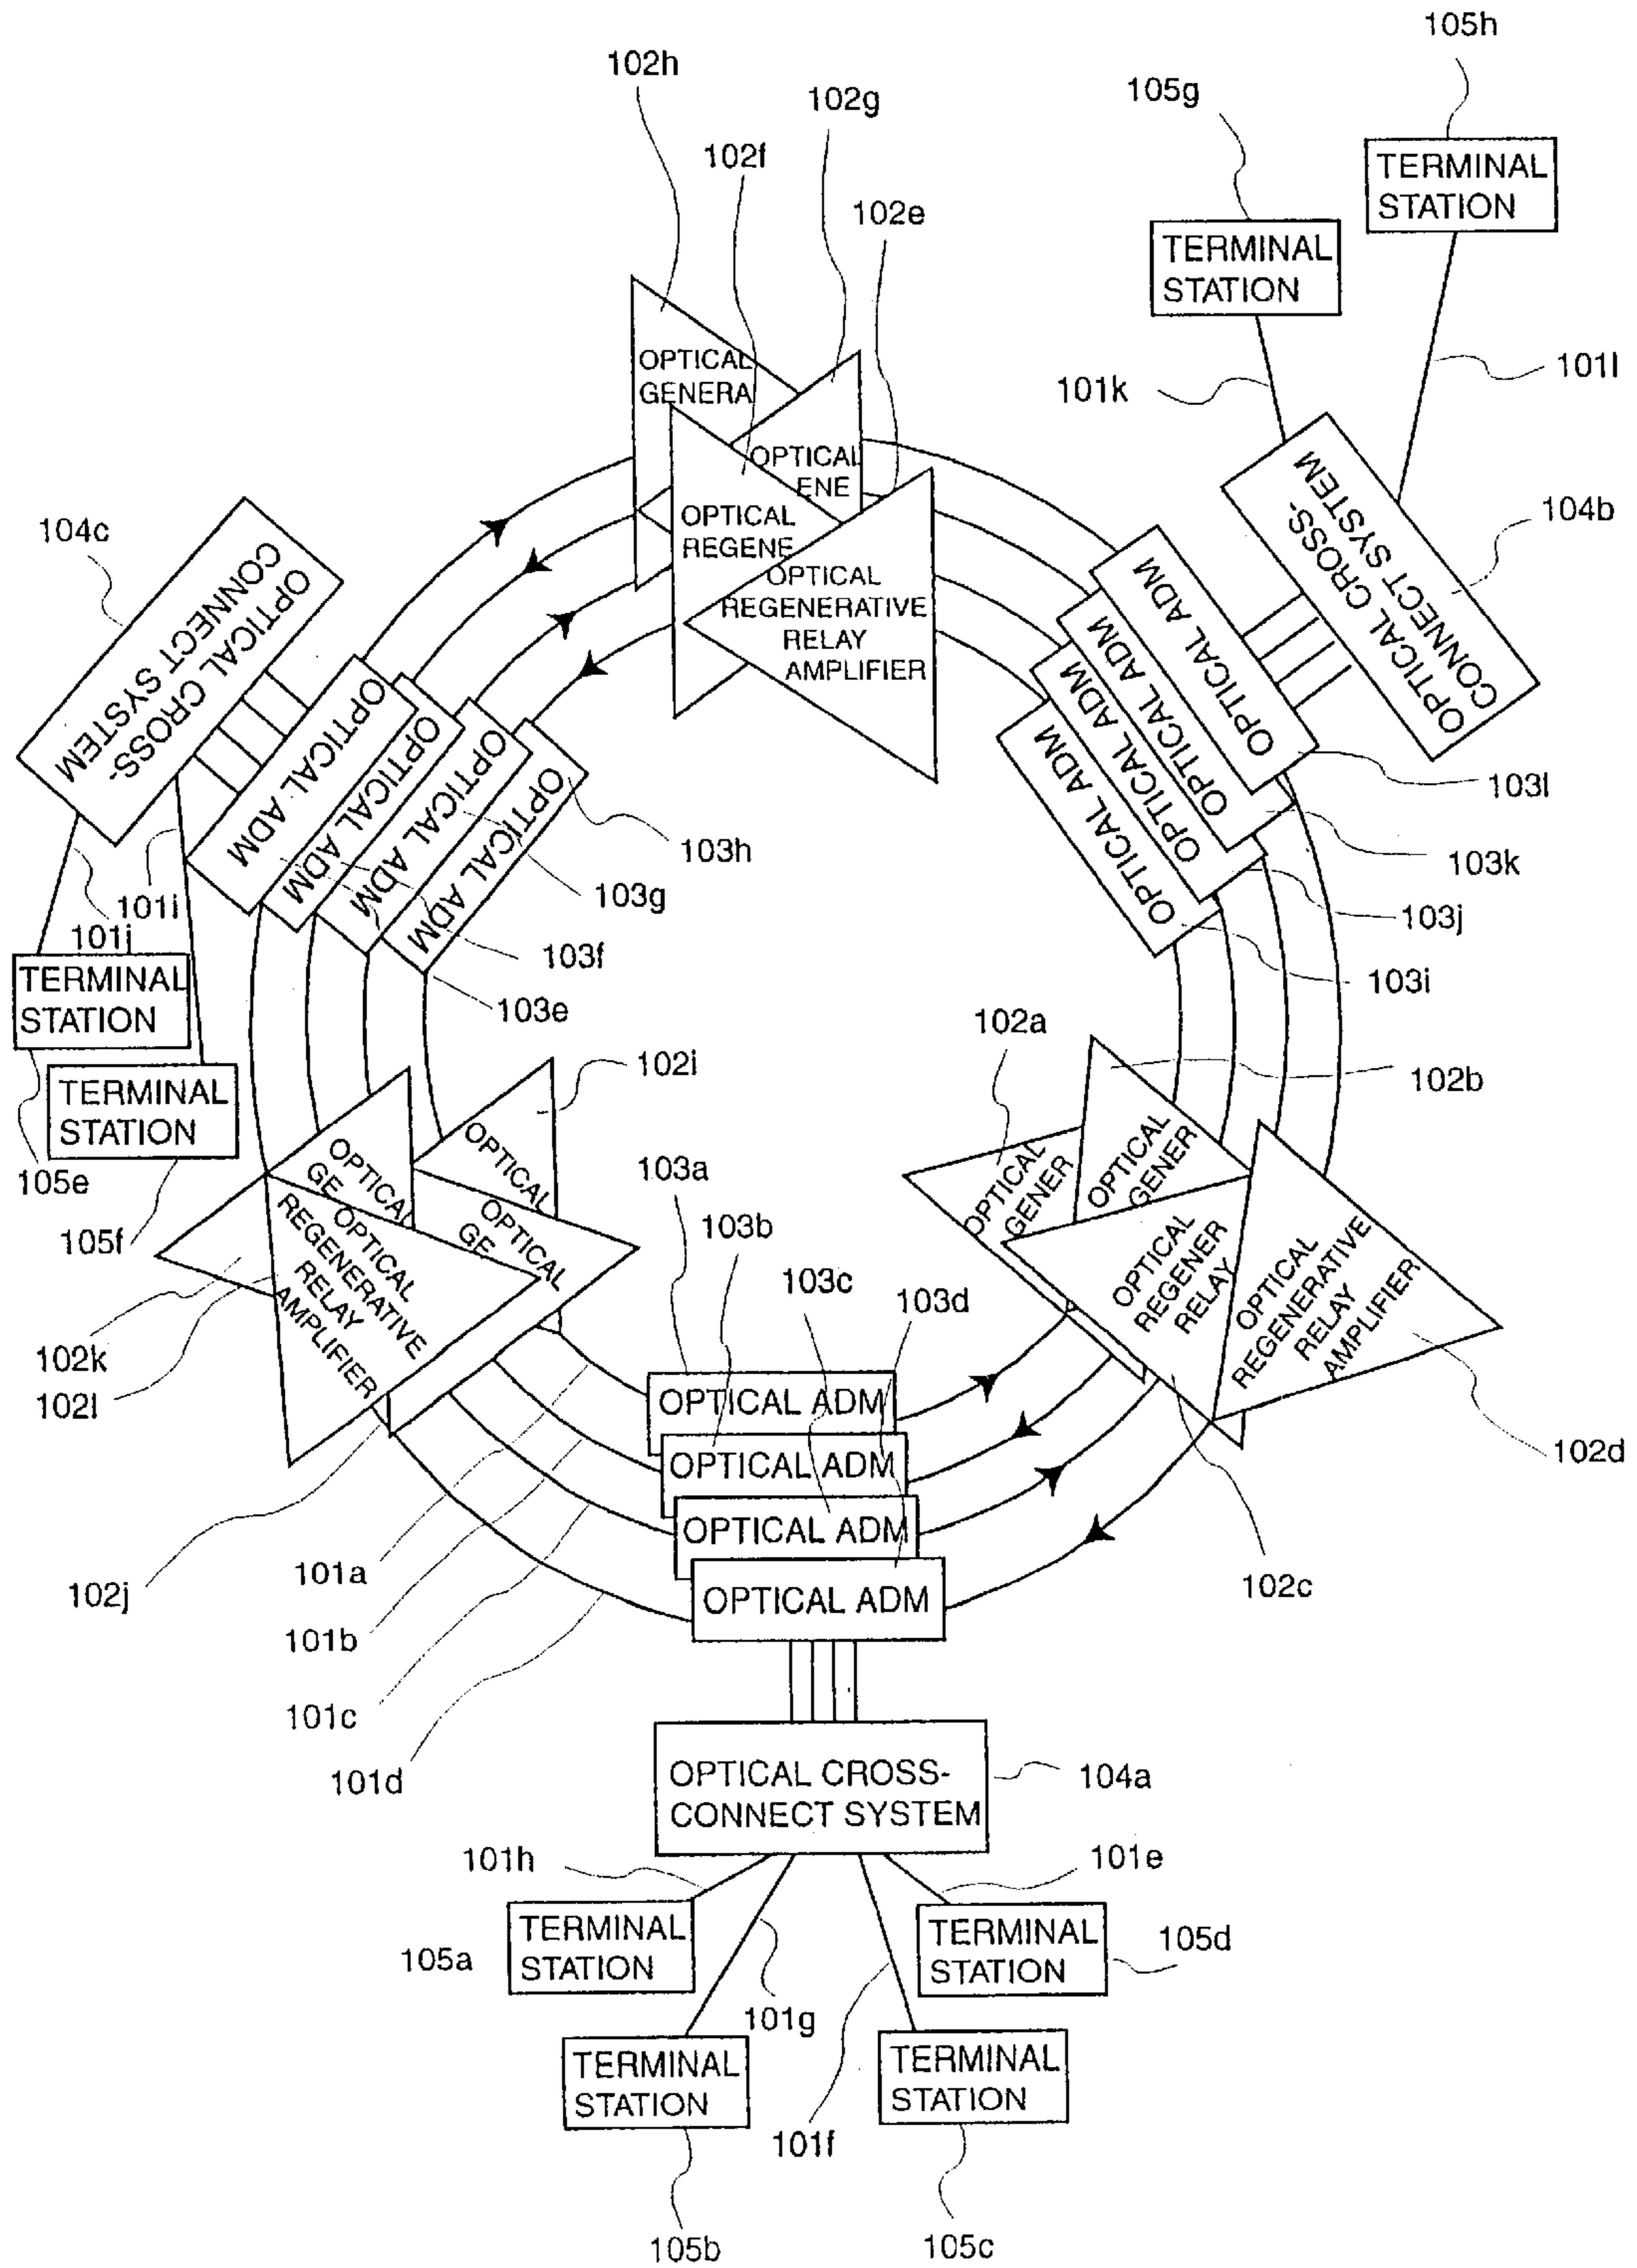 105h
102h
105g
102g
102f
TERMINAL
STATION
102e
TERMINAL
STATION
OPTICAL
GENERA
101l
101k
OPTICAL
ENE
OPTICAL CROSS-
CONNECT SYSTEM
104b
104c
OPTICAL
REGENE
OPTICAL CROSS-
CONNECT SYSTEM
OPTICAL
REGENERATIVE
RELAY
AMPLIFIER
OPTICAL ADM
OPTICAL ADM
OPTICAL ADM
OPTICAL ADM
OPTICAL ADM
OPTICAL ADM
OPTICAL ADM
OPTICAL ADM
103l
103h
103k
103g
101i
103j
101j
103f
TERMINAL
STATION
103i
103e
102a
102i
102b
TERMINAL
STATION
105e
OPTICAL
GE
OPTICAL
103a
OPTICAL
GENER
OPTICAL
GENER
105f
OPTICAL
REGENERATIVE
RELAY
AMPLIFIER
OPTICAL
GE
103b
103c
103d
OPTICAL
REGENER
RELAY
OPTICAL
REGENERATIVE
RELAY
AMPLIFIER
102k
102l
OPTICAL ADM
OPTICAL ADM
102d
OPTICAL ADM
101a
102j
102c
OPTICAL ADM
101b
101c
101d
OPTICAL CROSS-
CONNECT SYSTEM
104a
101h
101e
TERMINAL
STATION
105a
TERMINAL
STATION
105d
101g
TERMINAL
STATION
TERMINAL
STATION
101f
105b
105c